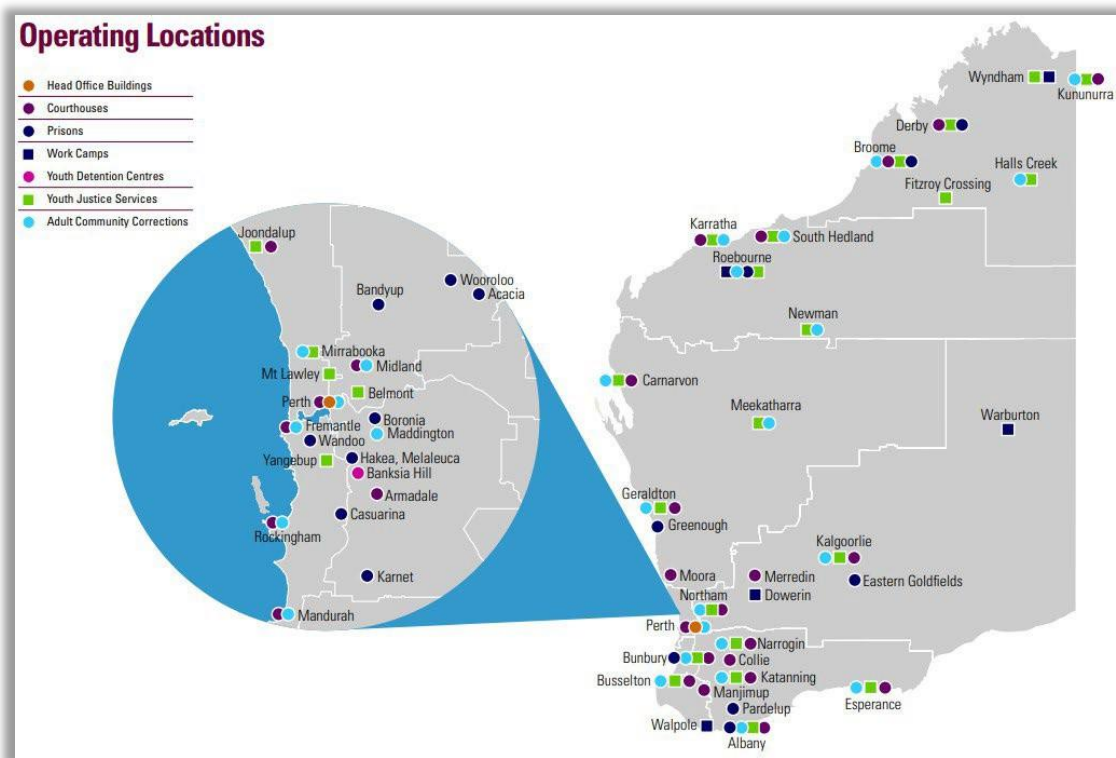 Operating Locations
Head Office Buildings
Courthouses
Prisons
Work Camps
Youth Detention Centres
Youth Justice Services
Adult Community Corrections
Joondalup
Wooroloo
Acacia
Bandyup
Mirrabooka
Midland
Mt Lawley
Belmont
Perth
Boronia
Fremantle
Maddington
Wandoo
Yangebup
Hakea, Melaleuca
Banksia Hill
Armadale
Casuarina
Rockingham
Karnet
Mandurah
Wyndham
Kununurra
Derby
Broome
Halls Creek
Fitzroy Crossing
Karratha
South Hedland
Roebourne
Newman
Carnarvon
Meekatharra
Warburton
Geraldton
Greenough
Kalgoorlie
Eastern Goldfields
Moora
Merredin
Dowerin
Northam
Perth
Narrogin
Bunbury
Collie
Busselton
Katanning
Manjimup
Esperance
Pardelup
Walpole
Albany